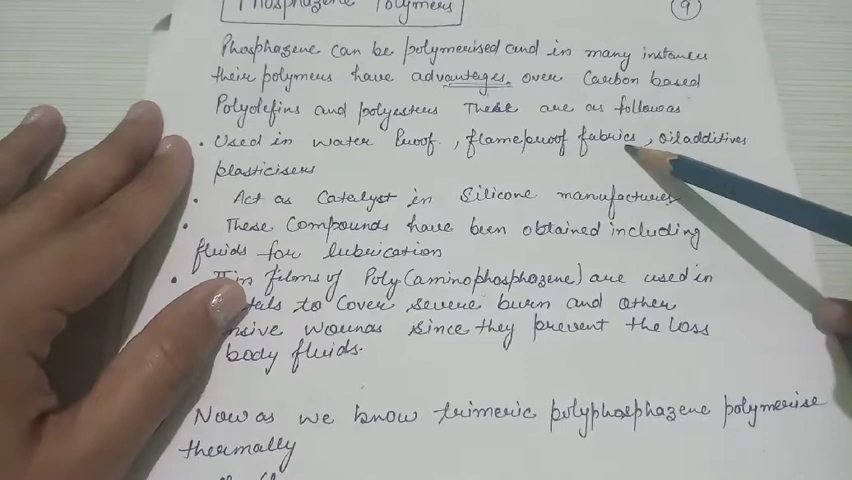 Phosphazene Polymers 9
Phosphazene can be polymerised and in many instances
their polymers have advantages over Carbon based
Polyolefins and polyesters These are as follows
. Used in water Proof, flameproof fabrics, oil additives
plasticisers
. Act as Catalyst in Silicone manufactures
. These Compounds have been obtained including
fluids for lubrication
. films of Poly(aminophosphazene) are used in
to Cover severe burn and other
wounds since they prevent the loss
body fluids.
Now as we know trimeric polyphosphazene polymerise
thermally